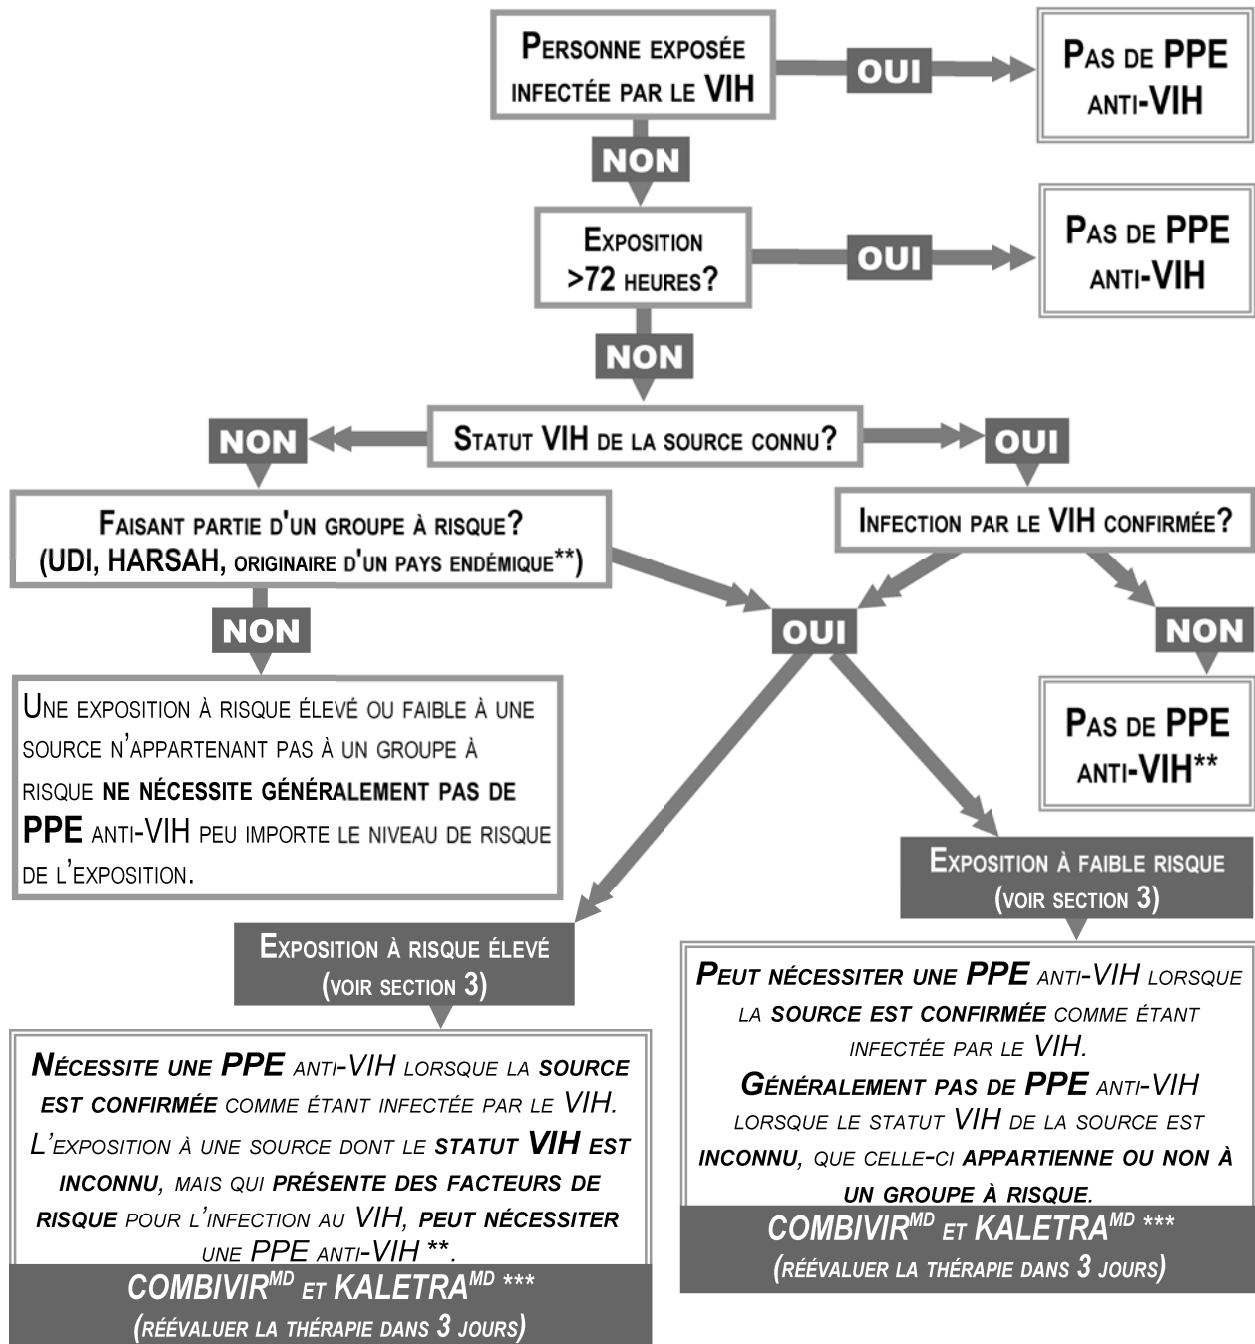 PERSONNE EXPOSÉE
INFECTÉE PAR LE VIH
OUI
PAS DE PPE
ANTI-VIH
NON
EXPOSITION
>72 HEURES?
OUI
PAS DE PPE
ANTI-VIH
NON
STATUT VIH DE LA SOURCE CONNU?
NON
OUI
FAISANT PARTIE D'UN GROUPE À RISQUE?
(UDI, HARSAH, ORIGINAIRE D'UN PAYS ENDÉMIQUE**)
INFECTION PAR LE VIH CONFIRMÉE?
NON
OUI
NON
UNE EXPOSITION À RISQUE ÉLEVÉ OU FAIBLE À UNE
SOURCE N'APPARTENANT PAS À UN GROUPE À
RISQUE NE NÉCESSITE GÉNÉRALEMENT PAS DE
PPE ANTI-VIH PEU IMPORTE LE NIVEAU DE RISQUE
DE L'EXPOSITION.
PAS DE PPE
ANTI-VIH**
EXPOSITION À RISQUE ÉLEVÉ
(VOIR SECTION 3)
EXPOSITION À FAIBLE RISQUE
(VOIR SECTION 3)
NÉCESSITE UNE PPE ANTI-VIH LORSQUE LA SOURCE
EST CONFIRMÉE COMME ÉTANT INFECTÉE PAR LE VIH.
L'EXPOSITION À UNE SOURCE DONT LE STATUT VIH EST
INCONNU, MAIS QUI PRÉSENTE DES FACTEURS DE
RISQUE POUR L'INFECTION AU VIH, PEUT NÉCESSITER
UNE PPE ANTI-VIH **.
COMBIVIR^MD ET KALETRA^MD ***
(RÉÉVALUER LA THÉRAPIE DANS 3 JOURS)
PEUT NÉCESSITER UNE PPE ANTI-VIH LORSQUE
LA SOURCE EST CONFIRMÉE COMME ÉTANT
INFECTÉE PAR LE VIH.
GÉNÉRALEMENT PAS DE PPE ANTI-VIH
LORSQUE LE STATUT VIH DE LA SOURCE EST
INCONNU, QUE CELLE-CI APPARTIENNE OU NON À
UN GROUPE À RISQUE.
COMBIVIR^MD ET KALETRA^MD ***
(RÉÉVALUER LA THÉRAPIE DANS 3 JOURS)